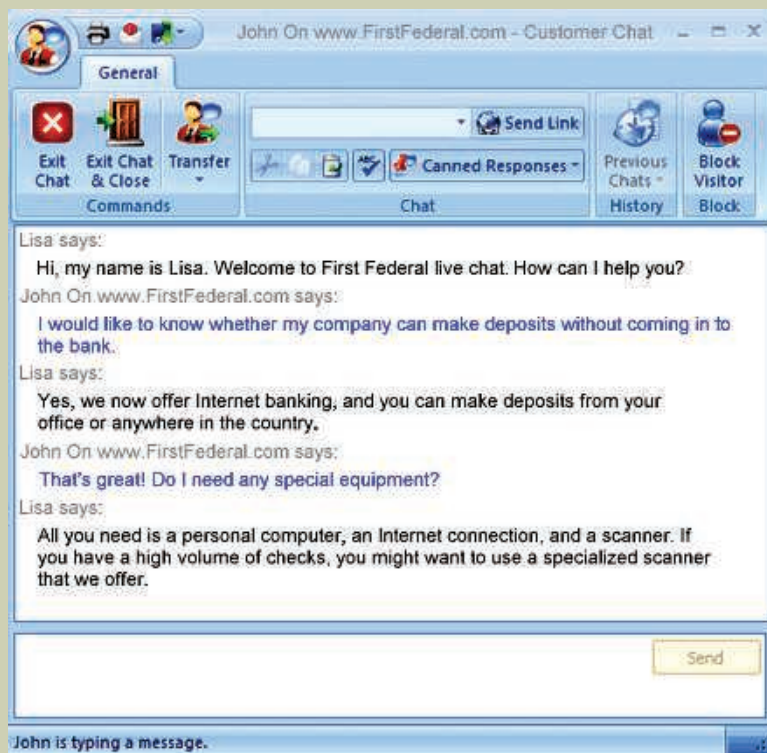 John On www.FirstFederal.com - Customer Chat
General
Exit
Chat
Exit Chat
& Close
Transfer
Commands
Send Link
Canned Responses
Chat
Previous
Chats
History
Block
Visitor
Block
Lisa says:
Hi, my name is Lisa. Welcome to First Federal live chat. How can I help you?
John On www.FirstFederal.com says:
I would like to know whether my company can make deposits without coming in to
the bank.
Lisa says:
Yes, we now offer Internet banking, and you can make deposits from your
office or anywhere in the country.
John On www.FirstFederal.com says:
That's great! Do I need any special equipment?
Lisa says:
All you need is a personal computer, an Internet connection, and a scanner. If
you have a high volume of checks, you might want to use a specialized scanner
that we offer.
Send
John is typing a message.